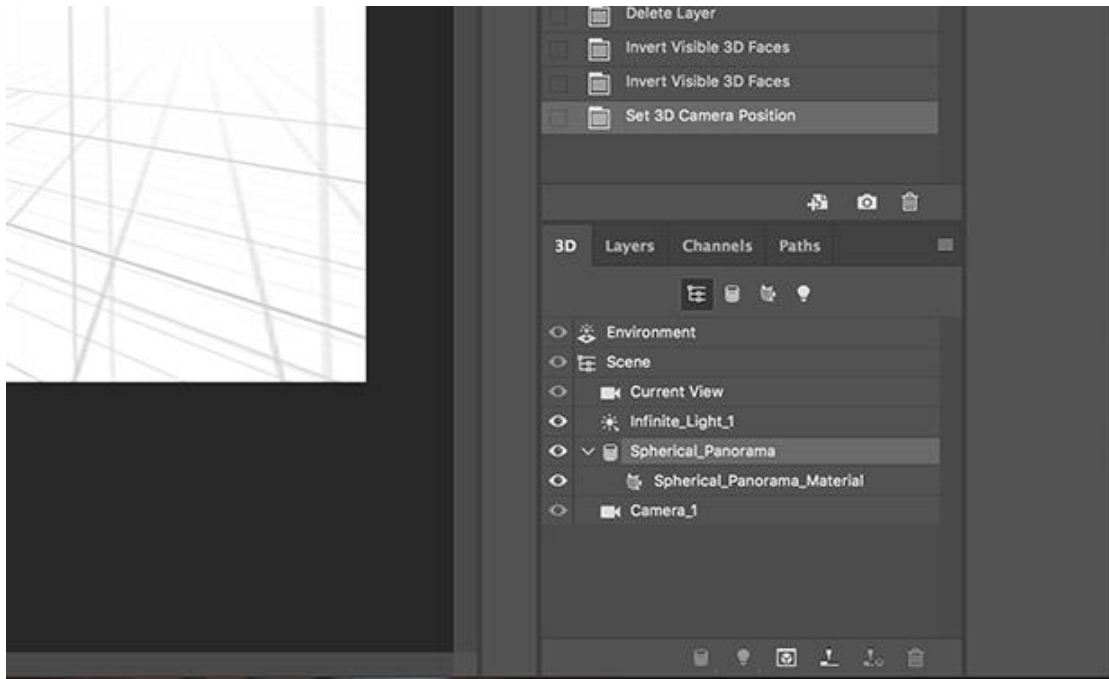 Delete Layer
Invert Visible 3D Faces
Invert Visible 3D Faces
Set 3D Camera Position
3D Layers Channels Paths
Environment
Scene
Current View
Infinite_Light_1
Spherical_Panorama
Spherical_Panorama_Material
Camera_1